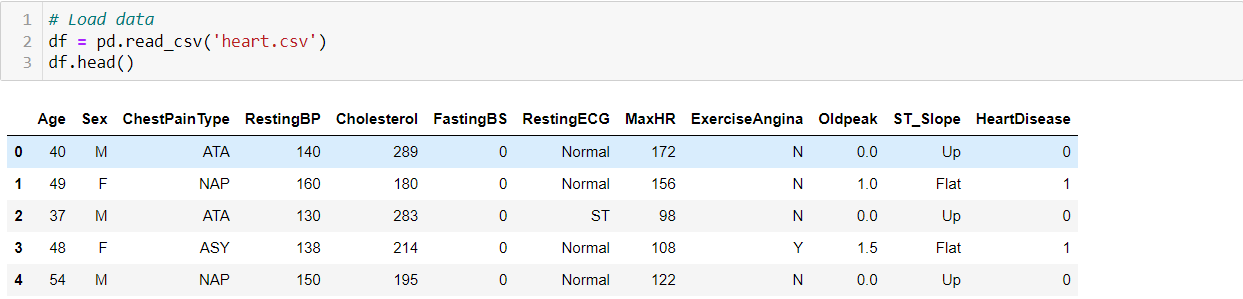 1 # Load data
2 df = pd.read_csv('heart.csv')
3 df.head()
Age Sex ChestPainType RestingBP Cholesterol FastingBS RestingECG MaxHR ExerciseAngina Oldpeak ST_Slope HeartDisease
0 40 M ATA 140 289 0 Normal 172 N 0.0 Up 0
1 49 F NAP 160 180 0 Normal 156 N 1.0 Flat 1
2 37 M ATA 130 283 0 ST 98 N 0.0 Up 0
3 48 F ASY 138 214 0 Normal 108 Y 1.5 Flat 1
4 54 M NAP 150 195 0 Normal 122 N 0.0 Up 0